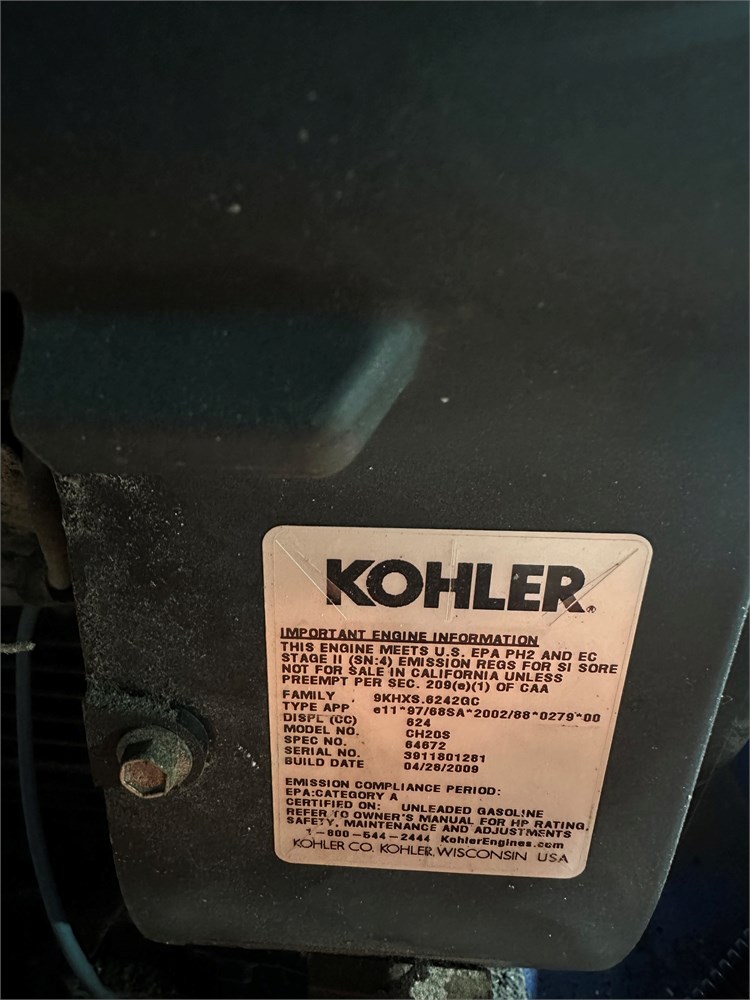 KOHLER®
IMPORTANT ENGINE INFORMATION
THIS ENGINE MEETS U.S. EPA PH2 AND EC
STAGE II (SN:4) EMISSION REGS FOR SI SORE
NOT FOR SALE IN CALIFORNIA UNLESS
PREEMPT PER SEC. 209(e)(1) OF CAA
FAMILY 9KHXS.6242GC
TYPE APP e11*97/68SA*2002/88*0279*00
DISPL (CC) 624
MODEL NO. CH20S
SPEC NO. 64672
SERIAL NO. 3911801281
BUILD DATE 04/28/2009
EMISSION COMPLIANCE PERIOD:
EPA:CATEGORY A
CERTIFIED ON: UNLEADED GASOLINE
REFER TO OWNER'S MANUAL FOR HP RATING,
SAFETY, MAINTENANCE AND ADJUSTMENTS
1-800-544-2444 KohlerEngines.com
KOHLER CO. KOHLER, WISCONSIN USA